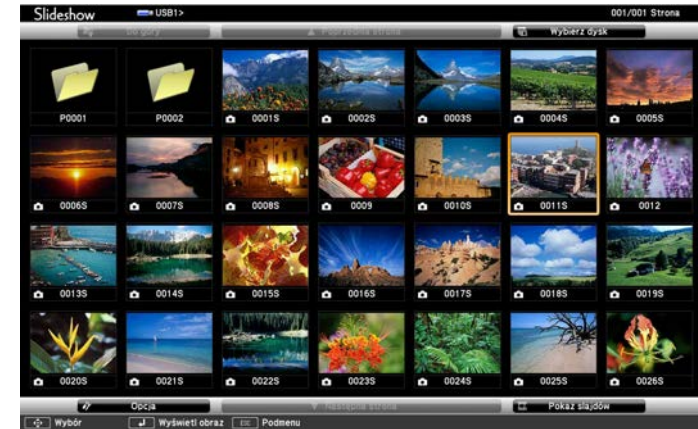 Slideshow USB1> 001/001 Strona
Do góry Poprzednia strona Wybierz dysk
P0001 P0002 0001S 0002S 0003S 0004S 0005S
0006S 0007S 0008S 0009 0010S 0011S 0012
0013S 0014S 0015S 0016S 0017S 0018S 0019S
0020S 0021S 0022S 0023S 0024S 0025S 0026S
Opcja Następna strona Pokaz slajdów
Wybór Wyświetl obraz Esc Podmenu